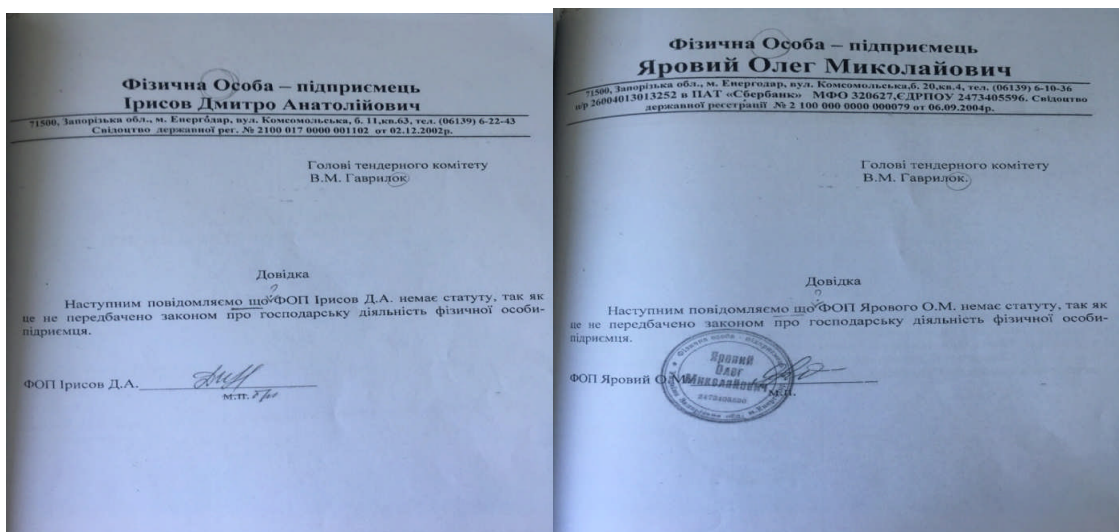 Фізична Особа – підприємець
Ірисов Дмитро Анатолійович
71500, Запорізька обл., м. Енергодар, вул. Комсомольська, б. 11,кв.63, тел. (06139) 6-22-43
Свідоцтво державної рег. № 2100 017 0000 001102 от 02.12.2002р.
Голові тендерного комітету
В.М. Гаврилок
Довідка
?
Наступним повідомляємо що ФОП Ірисов Д.А. немає статуту, так як
це не передбачено законом про господарську діяльність фізичної особи-
підприємця.
ФОП Ірисов Д.А.
м.п. б/п
Фізична Особа – підприємець
Яровий Олег Миколайович
71500, Запорізька обл., м. Енергодар, вул. Комсомольська,б. 20,кв.4, тел. (06139) 6-10-36
п/р 26004013013252 в ПАТ «Сбербанк» МФО 320627,ЄДРПОУ 2473405596. Свідоцтво
державної реєстрації № 2 100 000 0000 000079 от 06.09.2004р.
Голові тендерного комітету
В.М. Гаврилок.
Довідка
?
Наступним повідомляємо що ФОП Ярового О.М. немає статуту, так як
це не передбачено законом про господарську діяльність фізичної особи-
підприємця.
Фізична особа - підприємець
Яровий
Олег
Миколайович
ФОП Яровий О.М.
м.п.